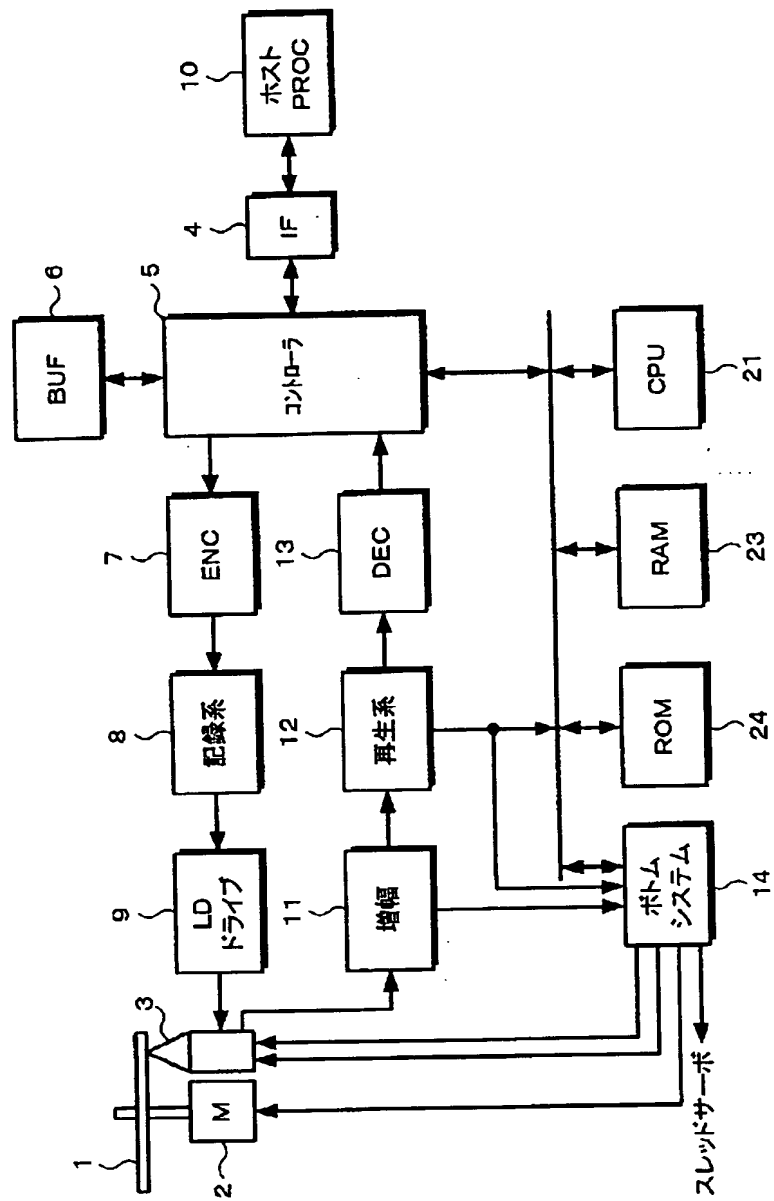 1
2
M
3
9
LD
ドライブ
8
記録系
7
ENC
6
BUF
5
コントローラ
4
IF
10
ホスト
PROC
11
増幅
12
再生系
13
DEC
14
ボトム
システム
24
ROM
23
RAM
21
CPU
スレッドサーボ